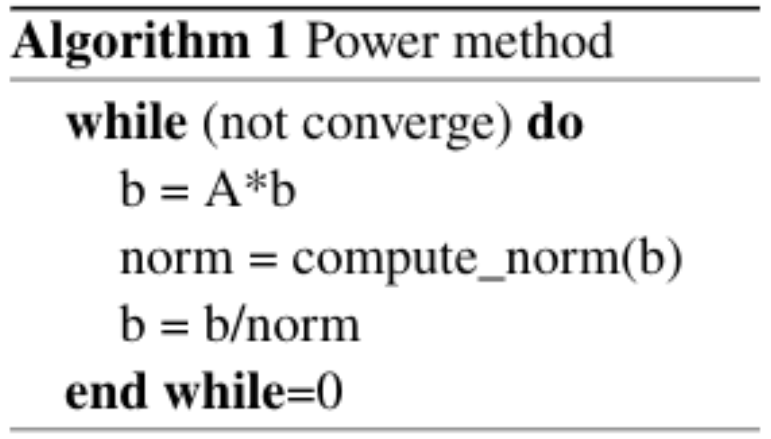 Algorithm 1 Power method
while (not converge) do
b = A*b
norm = compute_norm(b)
b = b/norm
end while=0